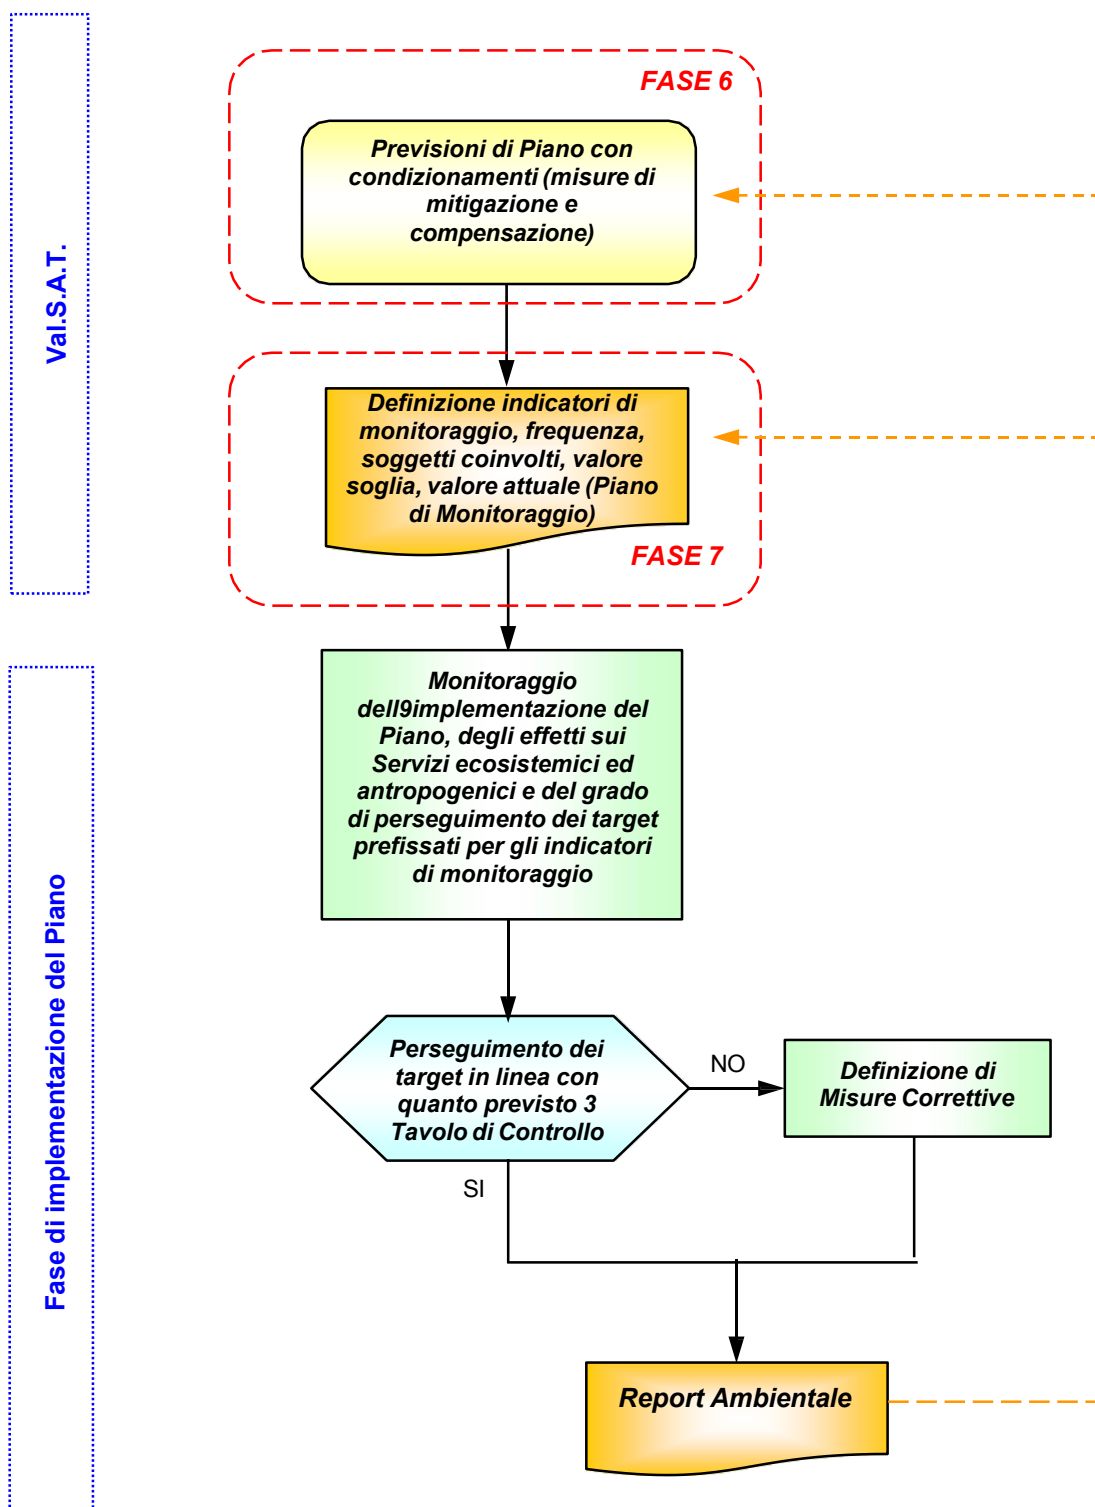 FASE 6
Previsioni di Piano con
condizionamenti (misure di
mitigazione e
compensazione)
Val.S.A.T.
Definizione indicatori di
monitoraggio, frequenza,
soggetti coinvolti, valore
soglia, valore attuale (Piano
di Monitoraggio)
FASE 7
Monitoraggio
dell9implementazione del
Piano, degli effetti sui
Servizi ecosistemici ed
antropogenici e del grado
di perseguimento dei target
prefissati per gli indicatori
di monitoraggio
Fase di implementazione del Piano
Perseguimento dei
target in linea con
quanto previsto 3
Tavolo di Controllo
NO
Definizione di
Misure Correttive
SI
Report Ambientale